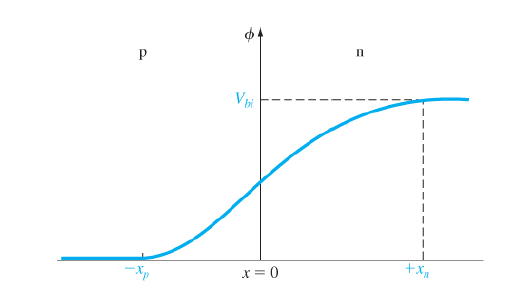 ϕ
p
n
V_bi
−x_p
x = 0
+x_n